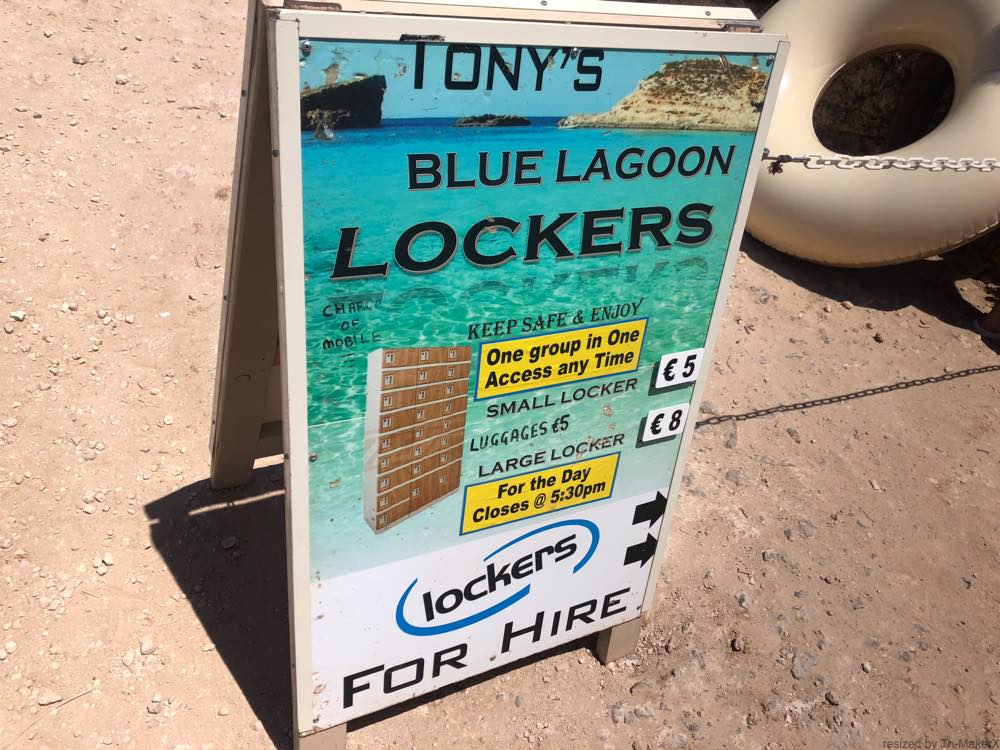 TONY'S
BLUE LAGOON
LOCKERS
CHARGE
OF
MOBILE
KEEP SAFE & ENJOY
One group in One
Access any Time
SMALL LOCKER
€ 5
LUGGAGES €5
LARGE LOCKER
€ 8
For the Day
Closes @ 5:30pm
lockers
FOR HIRE
resized by Th-Maker